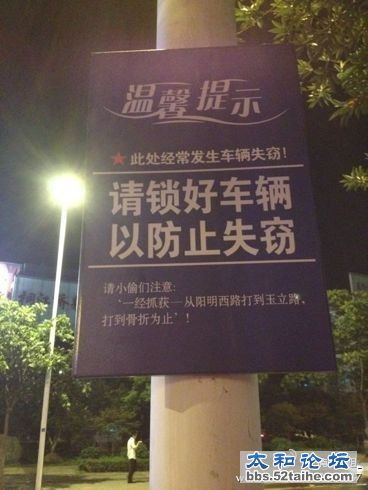 温馨提示
★ 此处经常发生车辆失窃!
请锁好车辆
以防止失窃
请小偷们注意:
‘一经抓获—从阳明西路打到玉立路、
打到骨折为止’!
太和论坛
bbs.52taihe.com